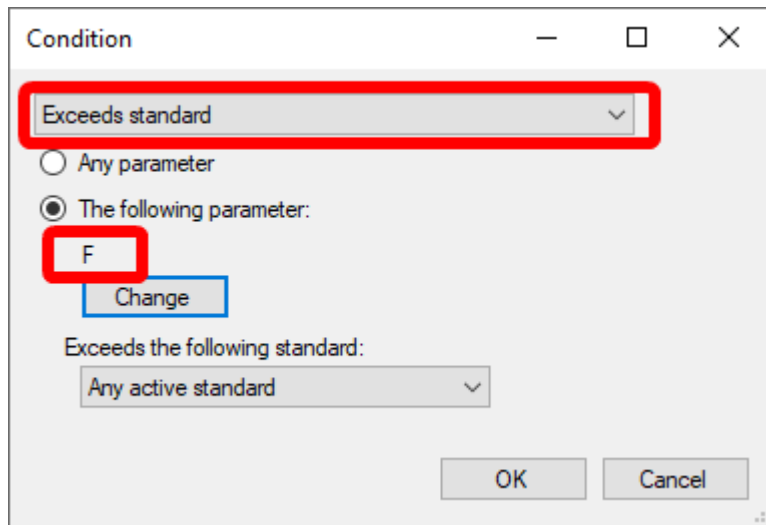 Condition
Exceeds standard
Any parameter
The following parameter:
F
Change
Exceeds the following standard:
Any active standard
OK Cancel